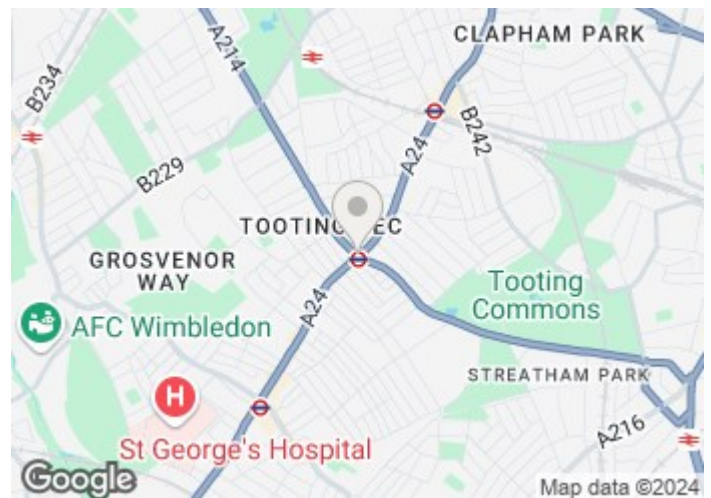 A214
CLAPHAM PARK
B234
B242
A24
B229
TOOTING BEC
GROSVENOR
WAY
Tooting
Commons
A24
AFC Wimbledon
STREATHAM PARK
H
St George's Hospital
A216
Google
Map data ©2024